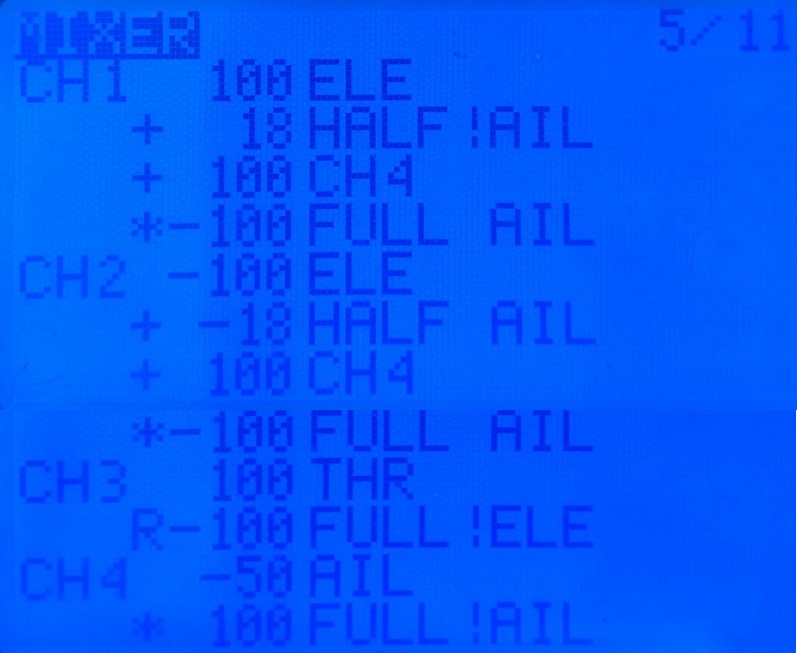 MIXER 5/11
CH1 100 ELE
+ 18 HALF !AIL
+ 100 CH4
*-100 FULL AIL
CH2 -100 ELE
+ -18 HALF AIL
+ 100 CH4
*-100 FULL AIL
CH3 100 THR
R-100 FULL !ELE
CH4 -50 AIL
* 100 FULL !AIL